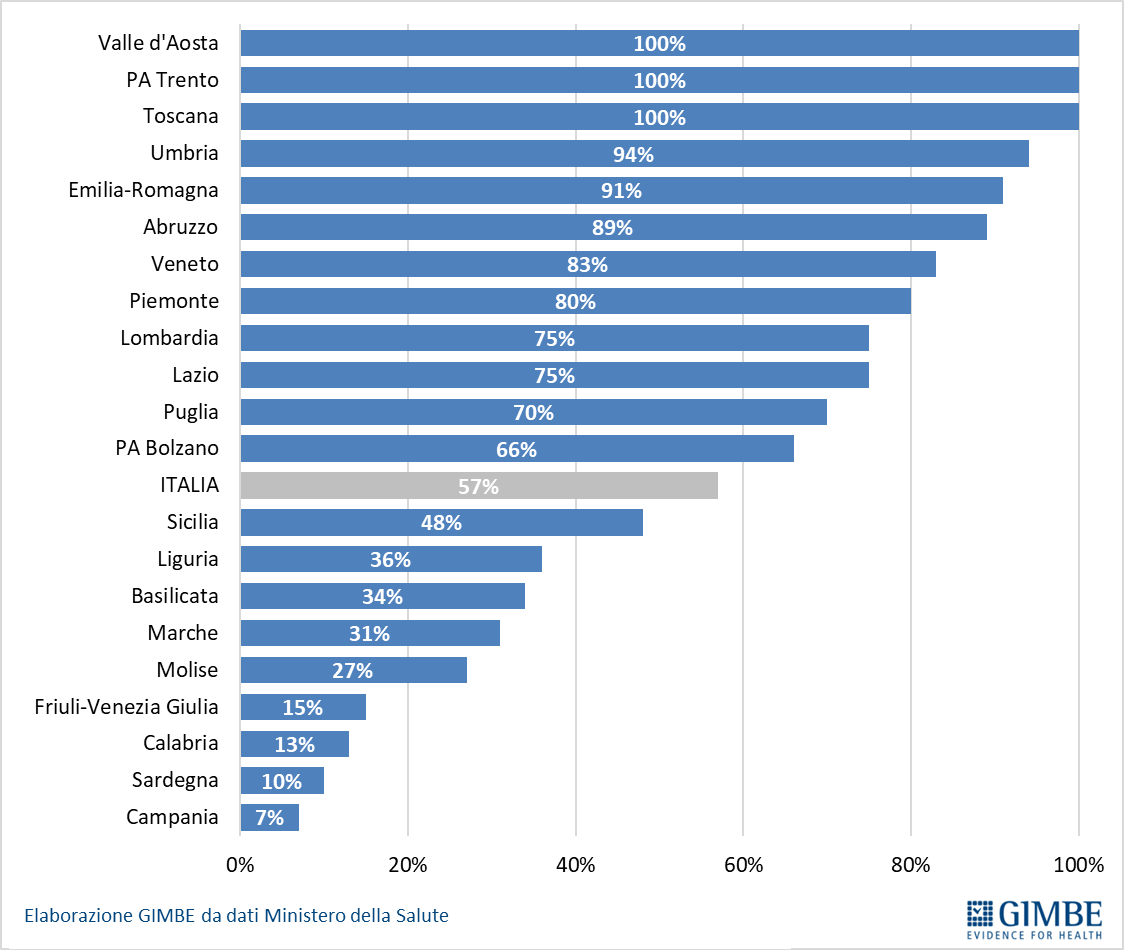 Valle d'Aosta 100%
PA Trento 100%
Toscana 100%
Umbria 94%
Emilia-Romagna 91%
Abruzzo 89%
Veneto 83%
Piemonte 80%
Lombardia 75%
Lazio 75%
Puglia 70%
PA Bolzano 66%
ITALIA 57%
Sicilia 48%
Liguria 36%
Basilicata 34%
Marche 31%
Molise 27%
Friuli-Venezia Giulia 15%
Calabria 13%
Sardegna 10%
Campania 7%
0% 20% 40% 60% 80% 100%
Elaborazione GIMBE da dati Ministero della Salute
GIMBE
EVIDENCE FOR HEALTH